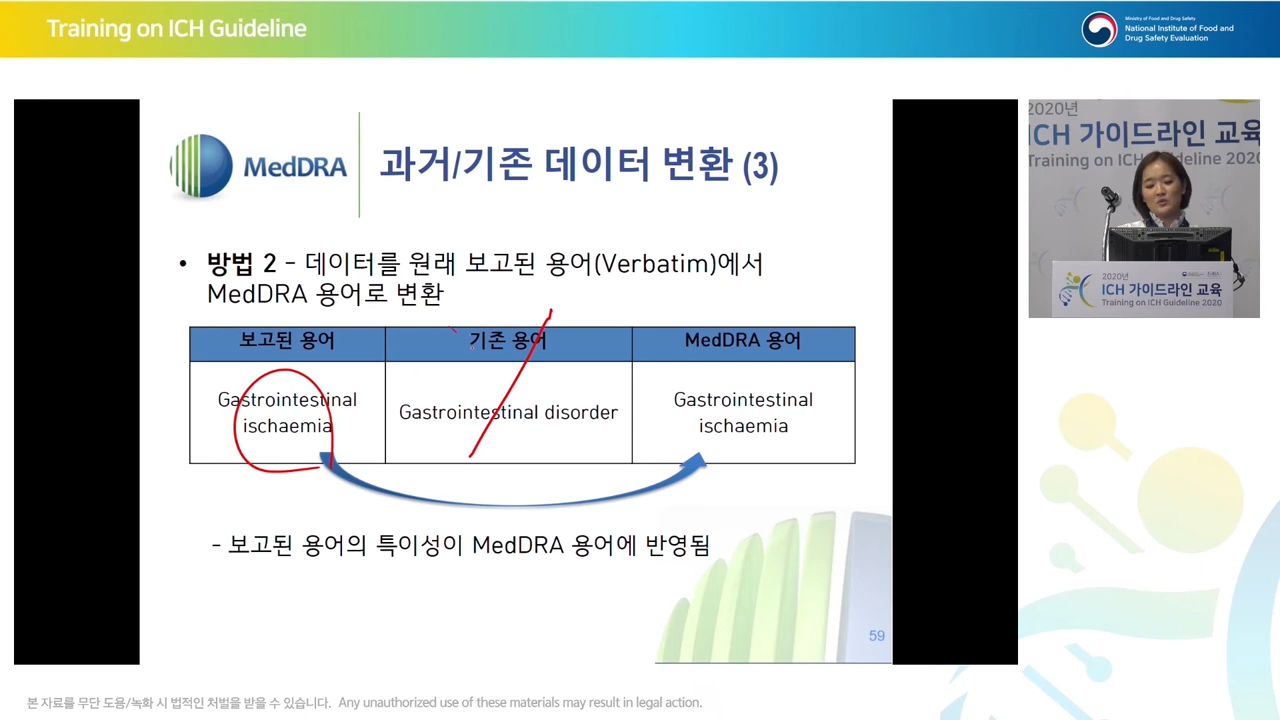 Training on ICH Guideline
Ministry of Food and Drug Safety
National Institute of Food and
Drug Safety Evaluation
MedDRA
과거/기존 데이터 변환 (3)
• 방법 2 – 데이터를 원래 보고된 용어(Verbatim)에서
MedDRA 용어로 변환
보고된 용어
기존 용어
MedDRA 용어
Gastrointestinal
ischaemia
Gastrointestinal disorder
Gastrointestinal
ischaemia
- 보고된 용어의 특이성이 MedDRA 용어에 반영됨
59
2020년
ICH 가이드라인 교육
Training on ICH Guideline 2020
2020년
ICH 가이드라인 교육
Training on ICH Guideline 2020
본 자료를 무단 도용/녹화 시 법적인 처벌을 받을 수 있습니다. Any unauthorized use of these materials may result in legal action.